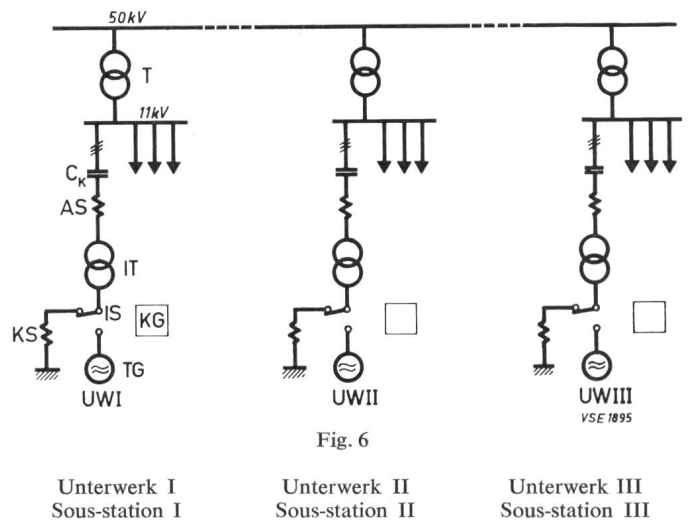 50kV
T
11kV
CK
AS
IT
IS
KG
KS
TG
UWI
UWII
UWIII
VSE 1895
Fig. 6
Unterwerk I
Sous-station I
Unterwerk II
Sous-station II
Unterwerk III
Sous-station III